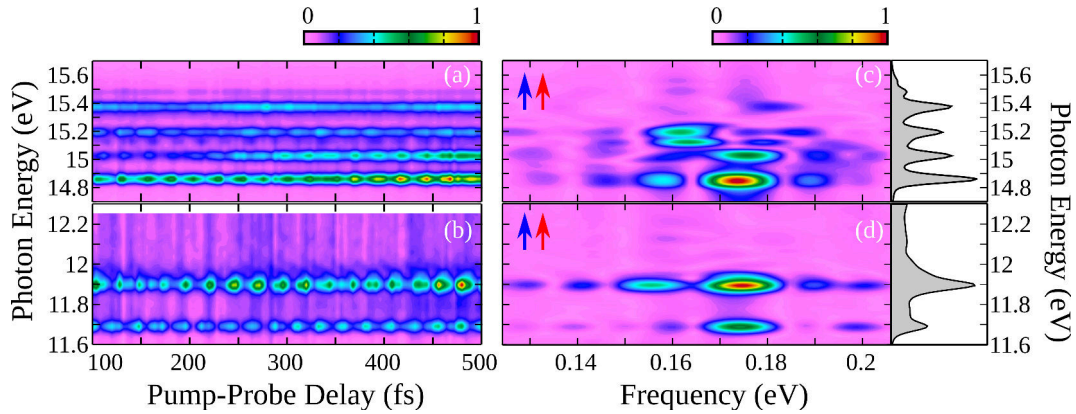 0 1 0 1
15.6 (a) (c) 15.6
15.4 15.4
15.2 15.2
15 15
14.8 14.8
Photon Energy (eV)
Photon Energy (eV)
12.2 (b) (d) 12.2
12 12
11.8 11.8
11.6 11.6
100 200 300 400 500 0.14 0.16 0.18 0.2
Pump-Probe Delay (fs) Frequency (eV)